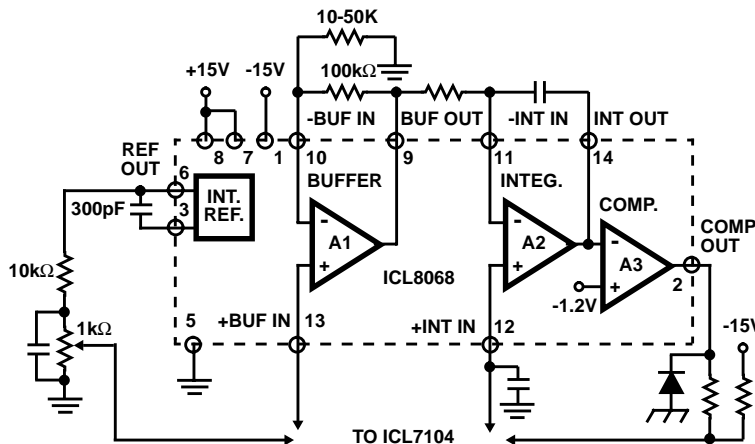 10-50K
+15V
-15V
100kΩ
-BUF IN
BUF OUT
-INT IN
INT OUT
REF
OUT
8
7
1
10
9
11
14
6
BUFFER
INTEG.
300pF
INT.
REF.
3
COMP.
COMP
OUT
-
A1
+
-
A2
+
-
A3
+
10kΩ
ICL8068
-1.2V
2
5
+BUF IN
13
+INT IN
12
-15V
1kΩ
TO ICL7104